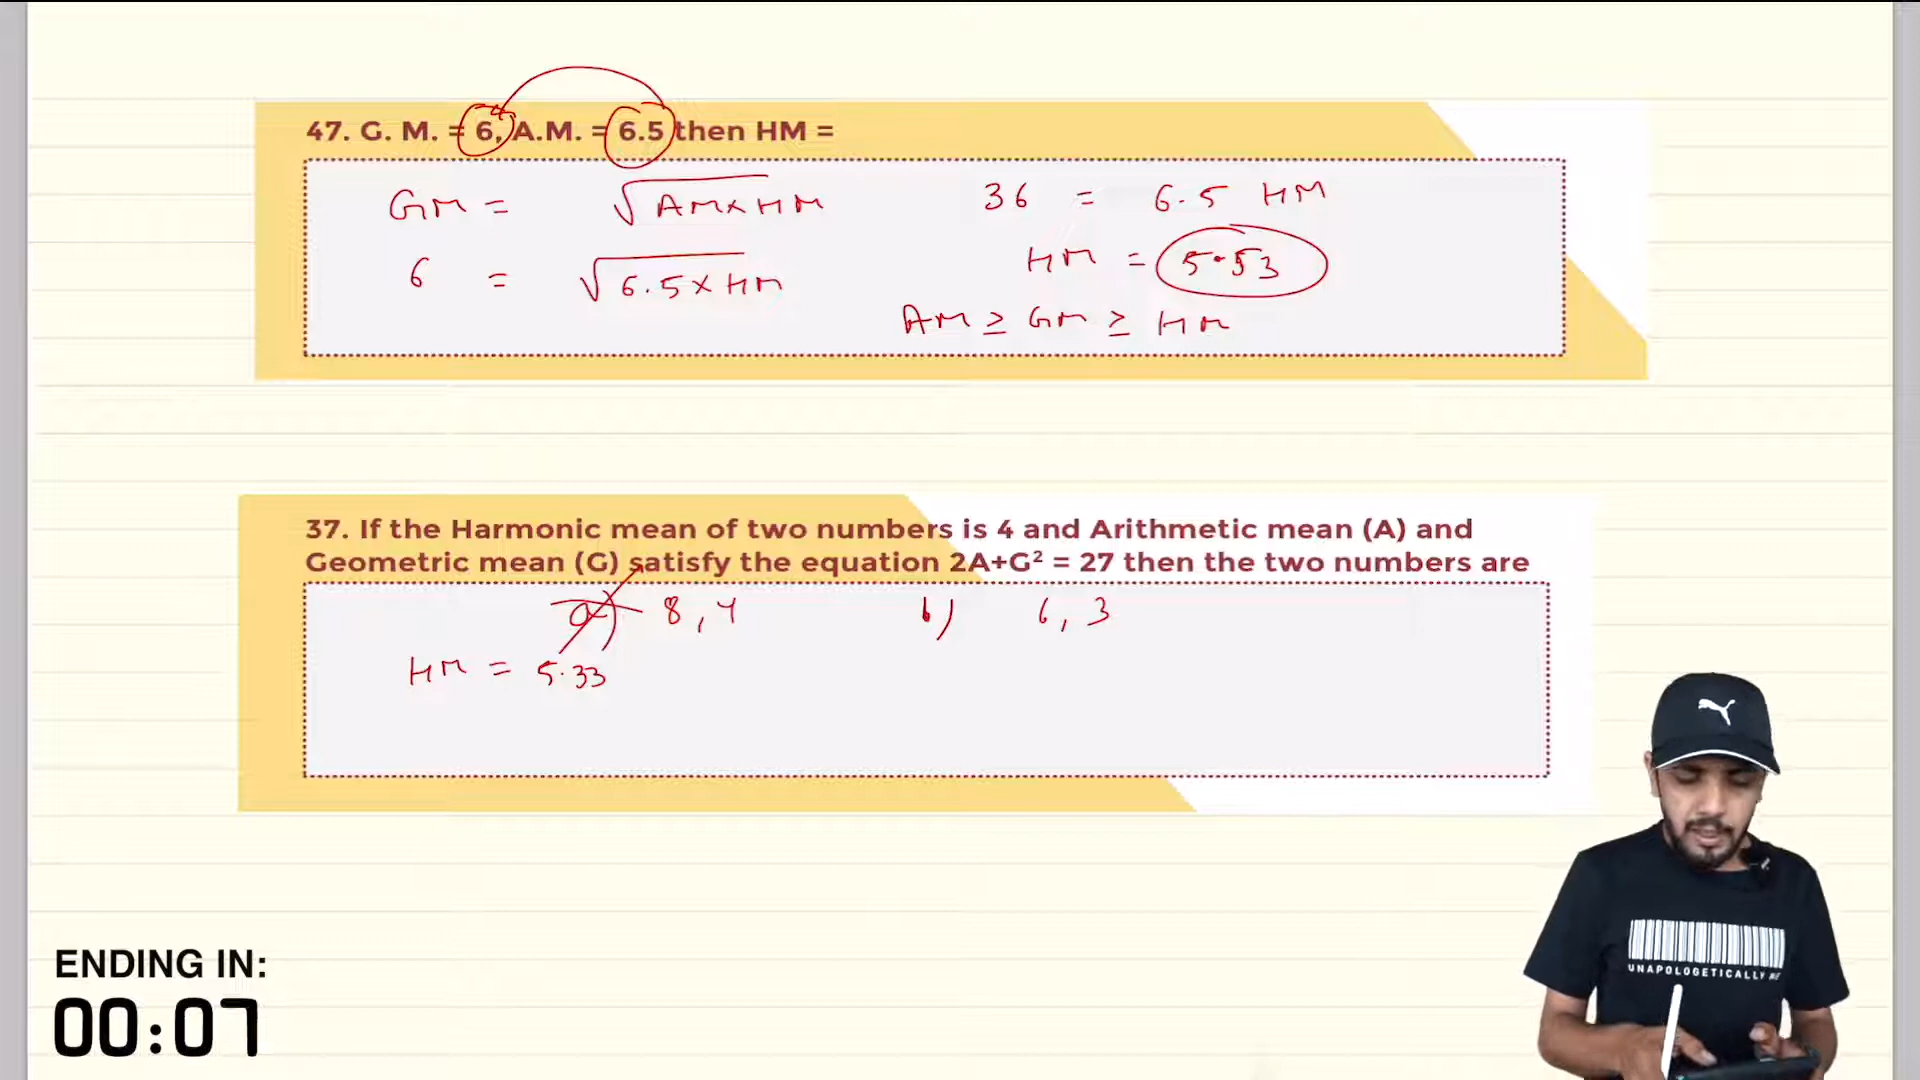 47. G. M. = 6, A.M. = 6.5 then HM =
GM = √AM×HM
6 = √6.5×HM
36 = 6.5 HM
HM = 5.53
AM ≥ GM ≥ HM
37. If the Harmonic mean of two numbers is 4 and Arithmetic mean (A) and
Geometric mean (G) satisfy the equation 2A+G² = 27 then the two numbers are
a) 8, 4 b) 6, 3
HM = 5.33
UNAPOLOGETICALLY ME
ENDING IN:
00:07